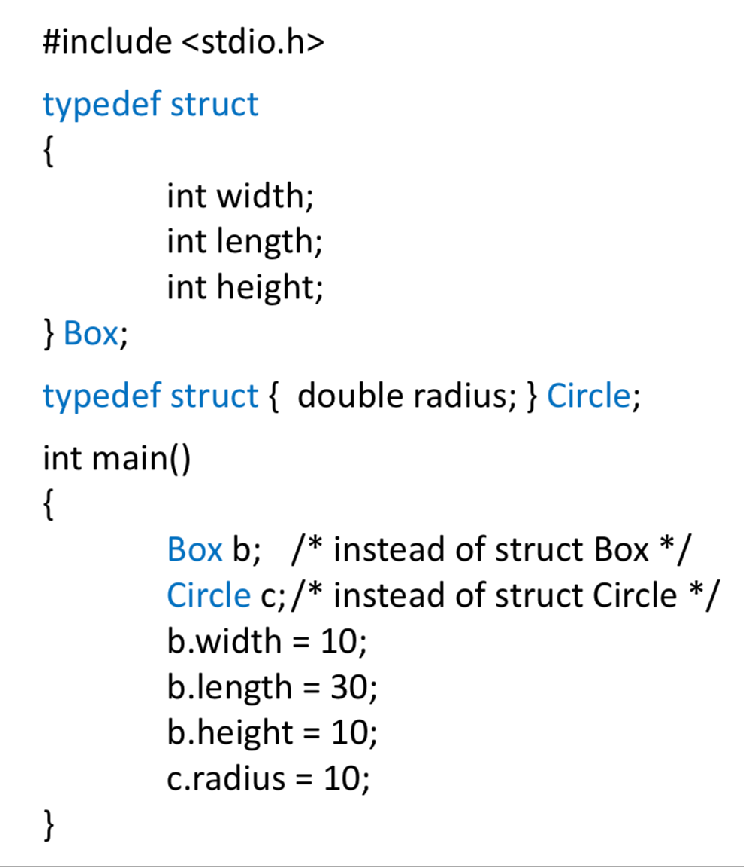 #include <stdio.h>
typedef struct
{
int width;
int length;
int height;
} Box;
typedef struct { double radius; } Circle;
int main()
{
Box b; /* instead of struct Box */
Circle c;/* instead of struct Circle */
b.width = 10;
b.length = 30;
b.height = 10;
c.radius = 10;
}